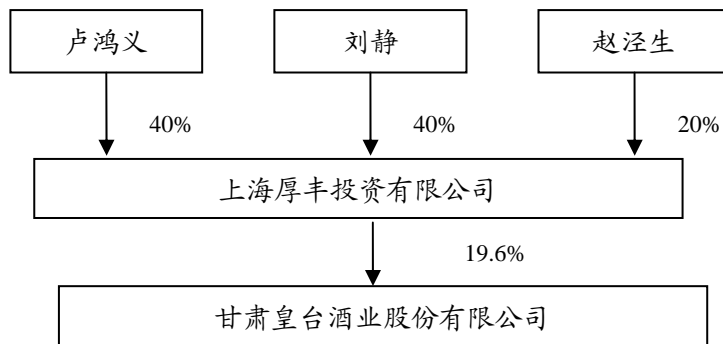 卢鸿义
刘静
赵泾生
40%
40%
20%
上海厚丰投资有限公司
19.6%
甘肃皇台酒业股份有限公司